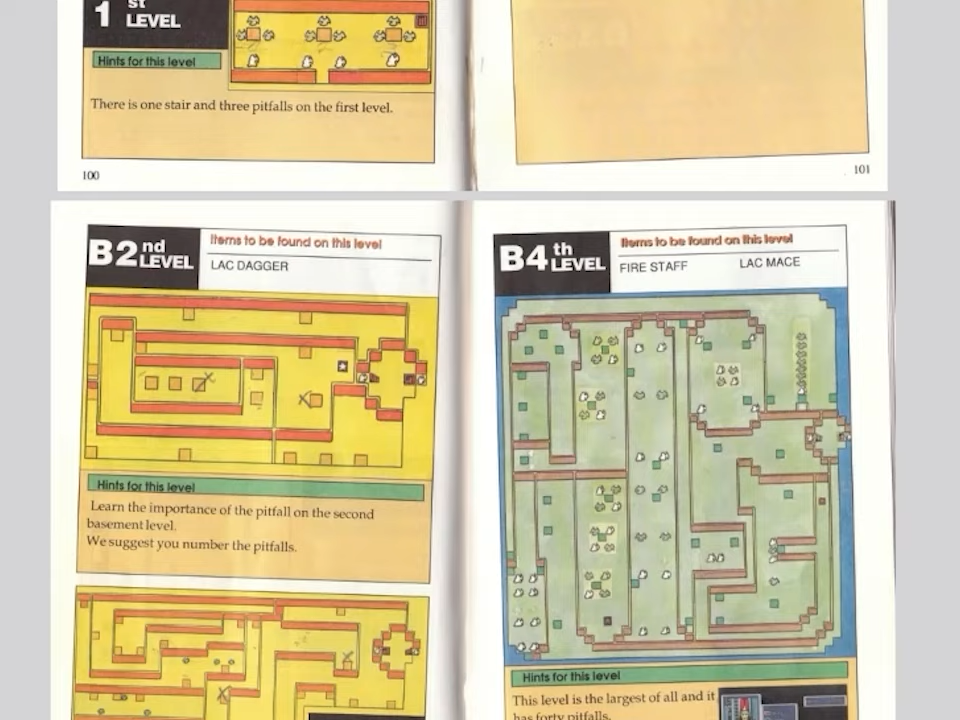 1 st
LEVEL
Hints for this level
There is one stair and three pitfalls on the first level.
100
101
B2 nd
LEVEL
Items to be found on this level
LAC DAGGER
Hints for this level
Learn the importance of the pitfall on the second
basement level.
We suggest you number the pitfalls.
B4 th
LEVEL
Items to be found on this level
FIRE STAFF LAC MACE
Hints for this level
This level is the largest of all and it
has forty pitfalls.